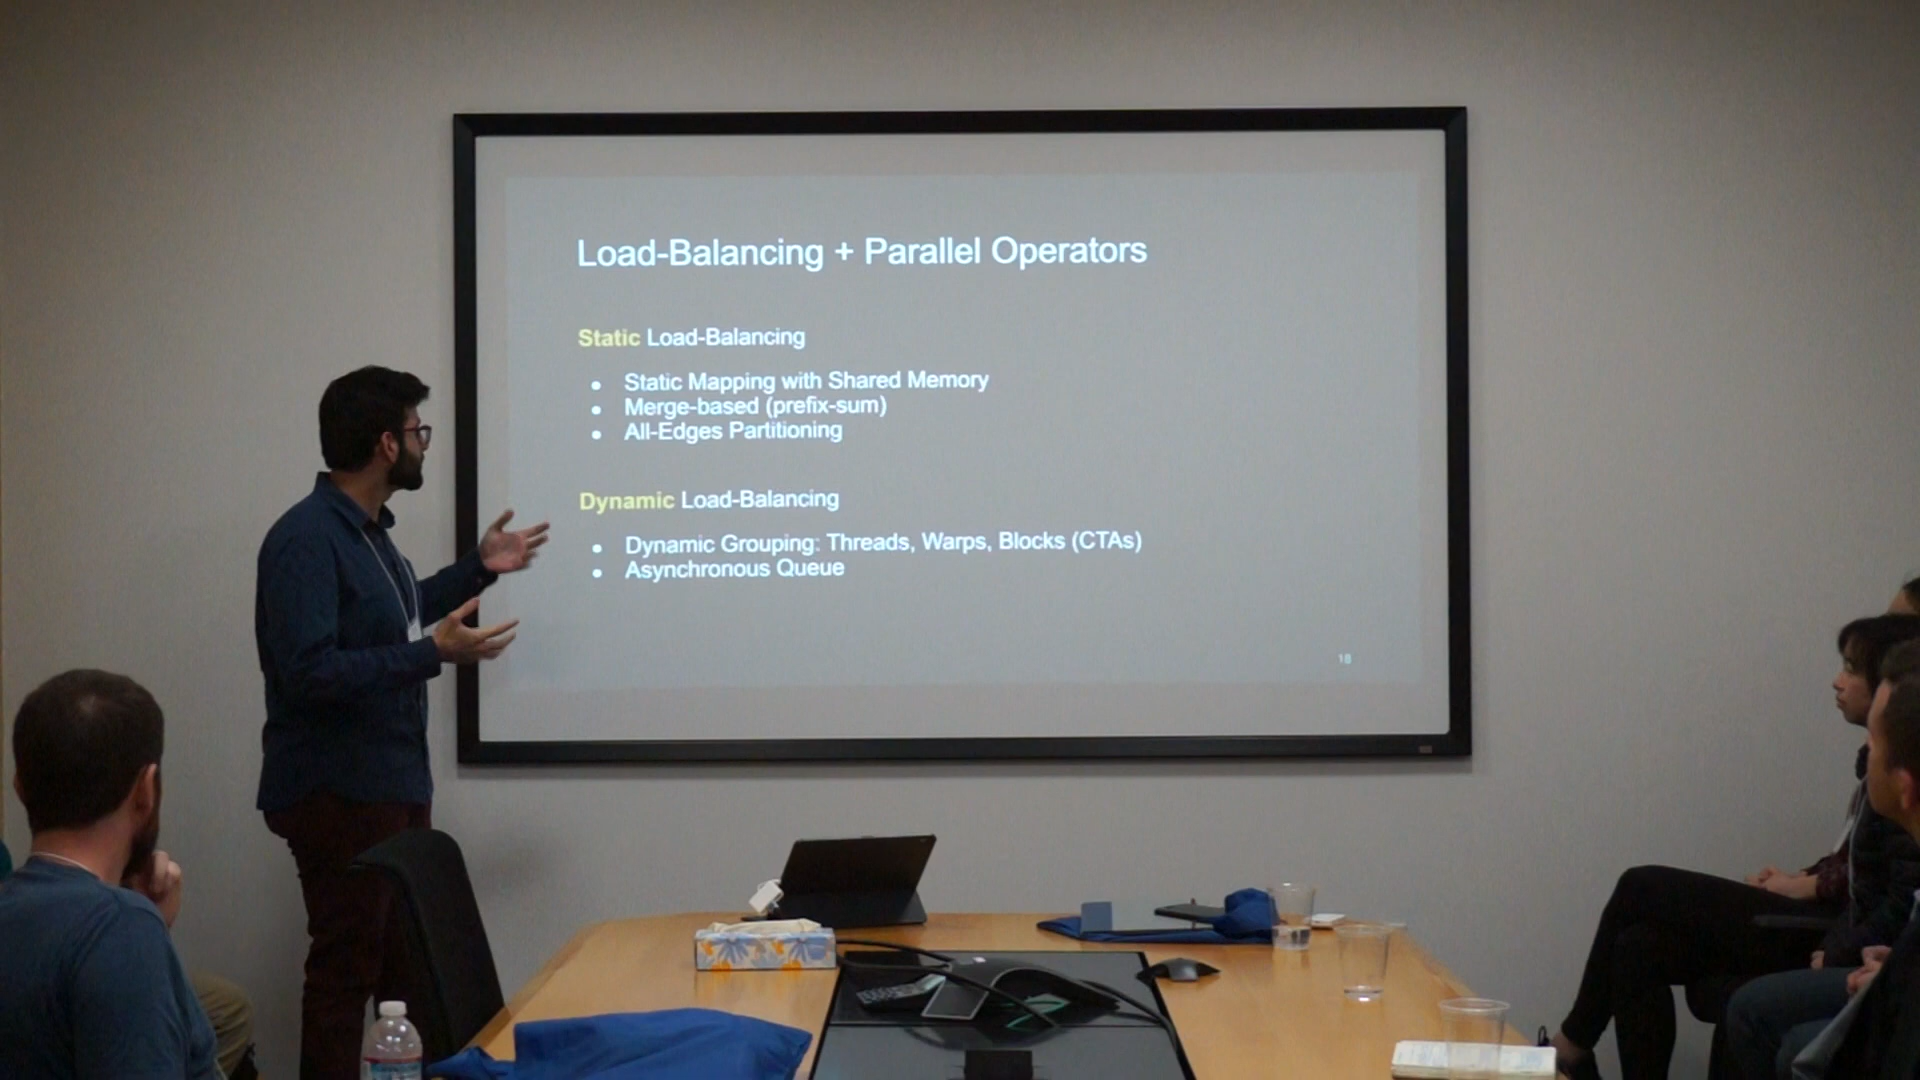 Load-Balancing + Parallel Operators
Static Load-Balancing
● Static Mapping with Shared Memory
● Merge-based (prefix-sum)
● All-Edges Partitioning
Dynamic Load-Balancing
● Dynamic Grouping: Threads, Warps, Blocks (CTAs)
● Asynchronous Queue